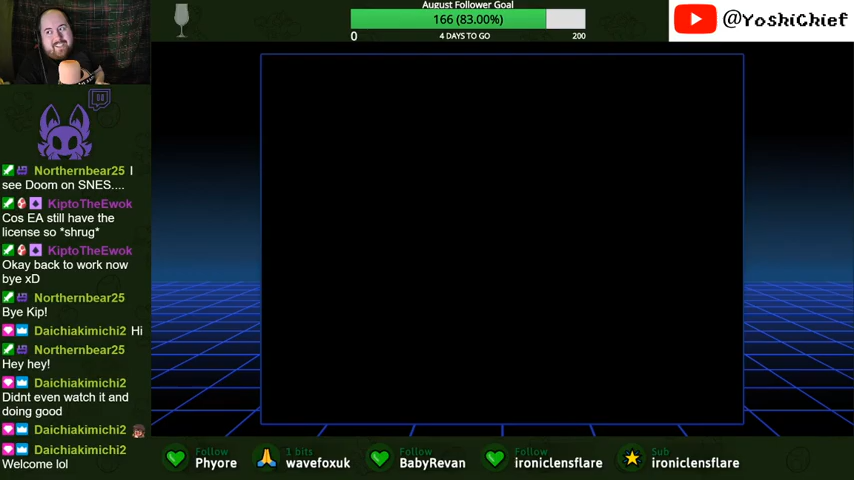 August Follower Goal
166 (83.00%)
0
4 DAYS TO GO
200
@YoshiChief
Northernbear25 I
see Doom on SNES....
KiptoTheEwok
Cos EA still have the
license so *shrug*
KiptoTheEwok
Okay back to work now
bye xD
Northernbear25
Bye Kip!
Daichiakimichi2 Hi
Northernbear25
Hey hey!
Daichiakimichi2
Didnt even watch it and
doing good
Daichiakimichi2
Daichiakimichi2
Welcome lol
Follow
Phyore
1 bits
wavefoxuk
Follow
BabyRevan
Follow
ironiclensflare
Sub
ironiclensflare